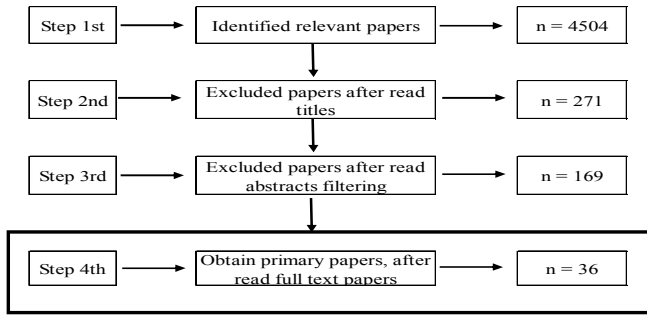 Step 1st
Identified relevant papers
n = 4504
Step 2nd
Excluded papers after read
titles
n = 271
Step 3rd
Excluded papers after read
abstracts filtering
n = 169
Step 4th
Obtain primary papers, after
read full text papers
n = 36